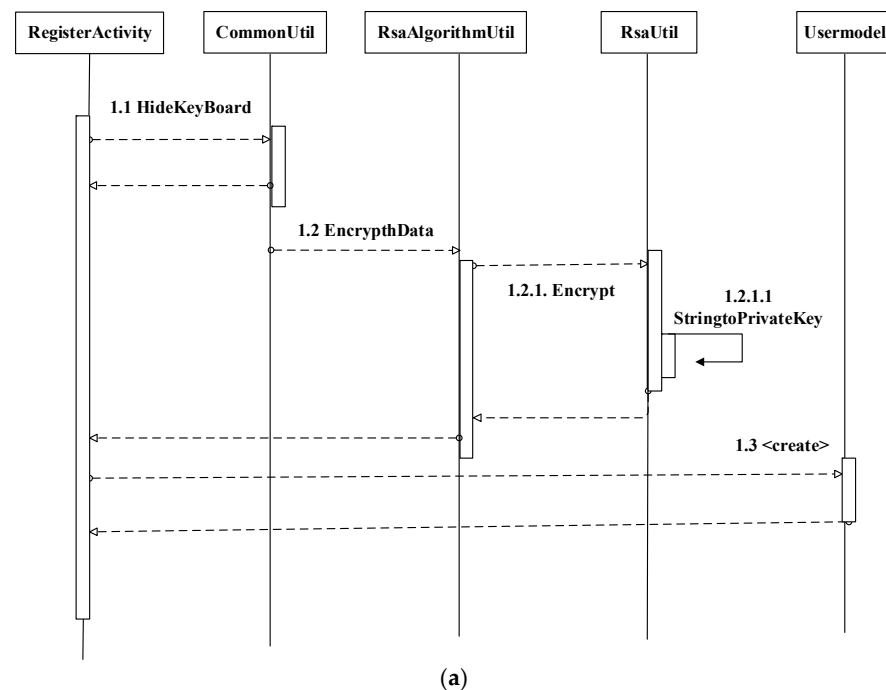 RegisterActivity
CommonUtil
RsaAlgorithmUtil
RsaUtil
Usermodel
1.1 HideKeyBoard
1.2 EncrypthData
1.2.1. Encrypt
1.2.1.1
StringtoPrivateKey
1.3 <create>
(a)